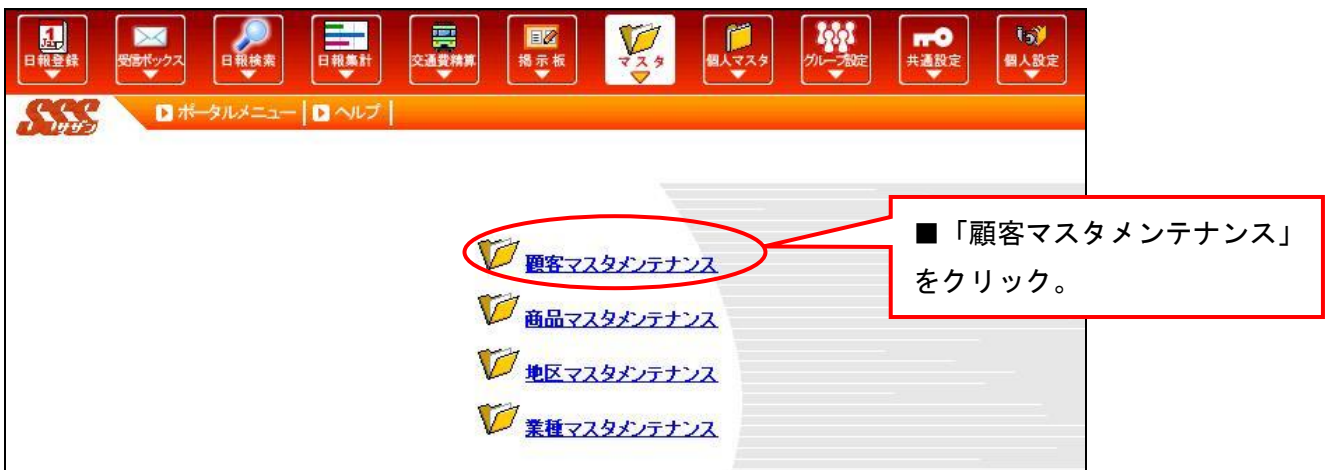 日報登録 受信ボックス 日報検索 日報集計 交通費精算 掲示板 マスタ 個人マスタ グループ設定 共通設定 個人設定
SSS サザン ポータルメニュー ヘルプ
顧客マスタメンテナンス
商品マスタメンテナンス
地区マスタメンテナンス
業種マスタメンテナンス
■「顧客マスタメンテナンス」
をクリック。